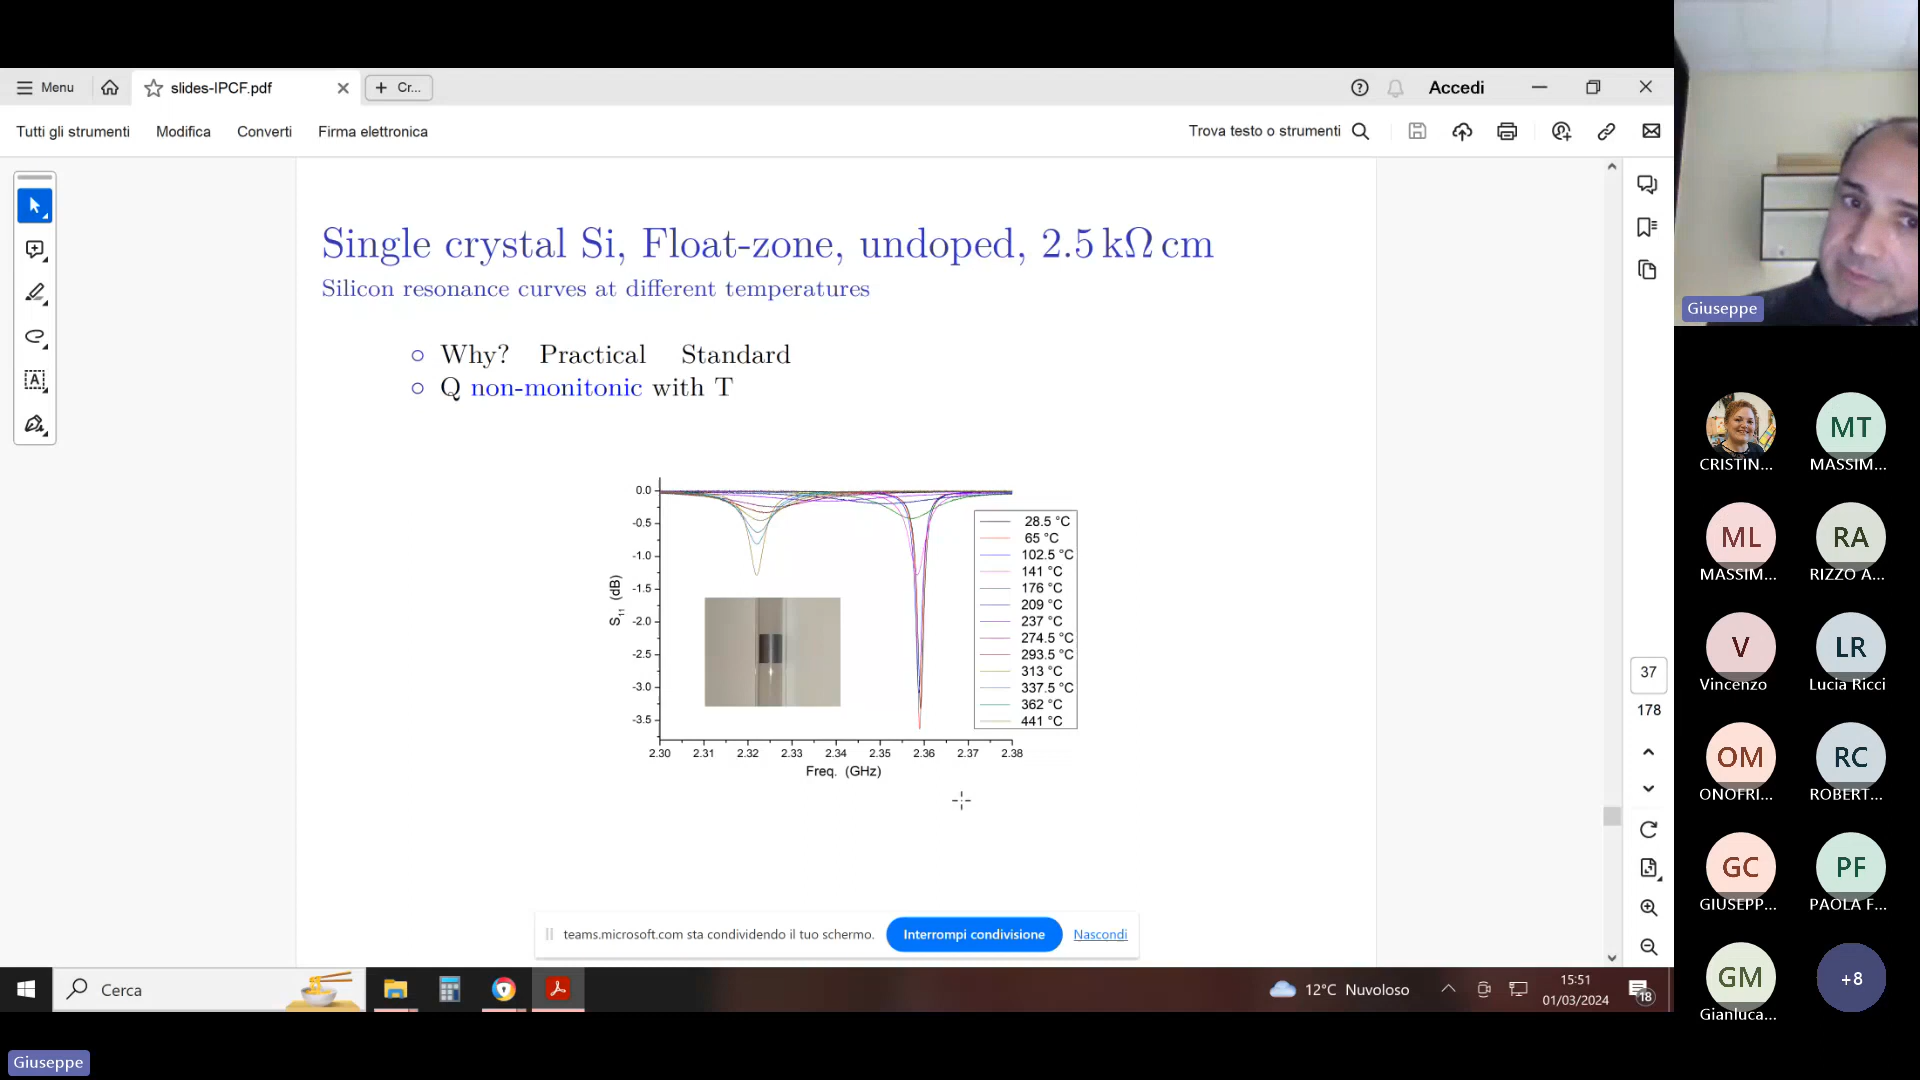 Menu
slides-IPCF.pdf
Cr...
Accedi
Tutti gli strumenti
Modifica
Converti
Firma elettronica
Trova testo o strumenti
Single crystal Si, Float-zone, undoped, 2.5 kΩ cm
Silicon resonance curves at different temperatures
Why? Practical Standard
Q non-monitonic with T
0.0
-0.5
-1.0
-1.5
-2.0
-2.5
-3.0
-3.5
S11 (dB)
2.30 2.31 2.32 2.33 2.34 2.35 2.36 2.37 2.38
Freq. (GHz)
28.5 °C
65 °C
102.5 °C
141 °C
176 °C
209 °C
237 °C
274.5 °C
293.5 °C
313 °C
337.5 °C
362 °C
441 °C
37
178
teams.microsoft.com sta condividendo il tuo schermo.
Interrompi condivisione
Nascondi
Cerca
12°C Nuvoloso
15:51
01/03/2024
18
Giuseppe
Giuseppe
CRISTIN...
MT
MASSIM...
ML
MASSIM...
RA
RIZZO A...
V
Vincenzo
LR
Lucia Ricci
OM
ONOFRI...
RC
ROBERT...
GC
GIUSEPP...
PF
PAOLA F...
GM
Gianluca...
+8